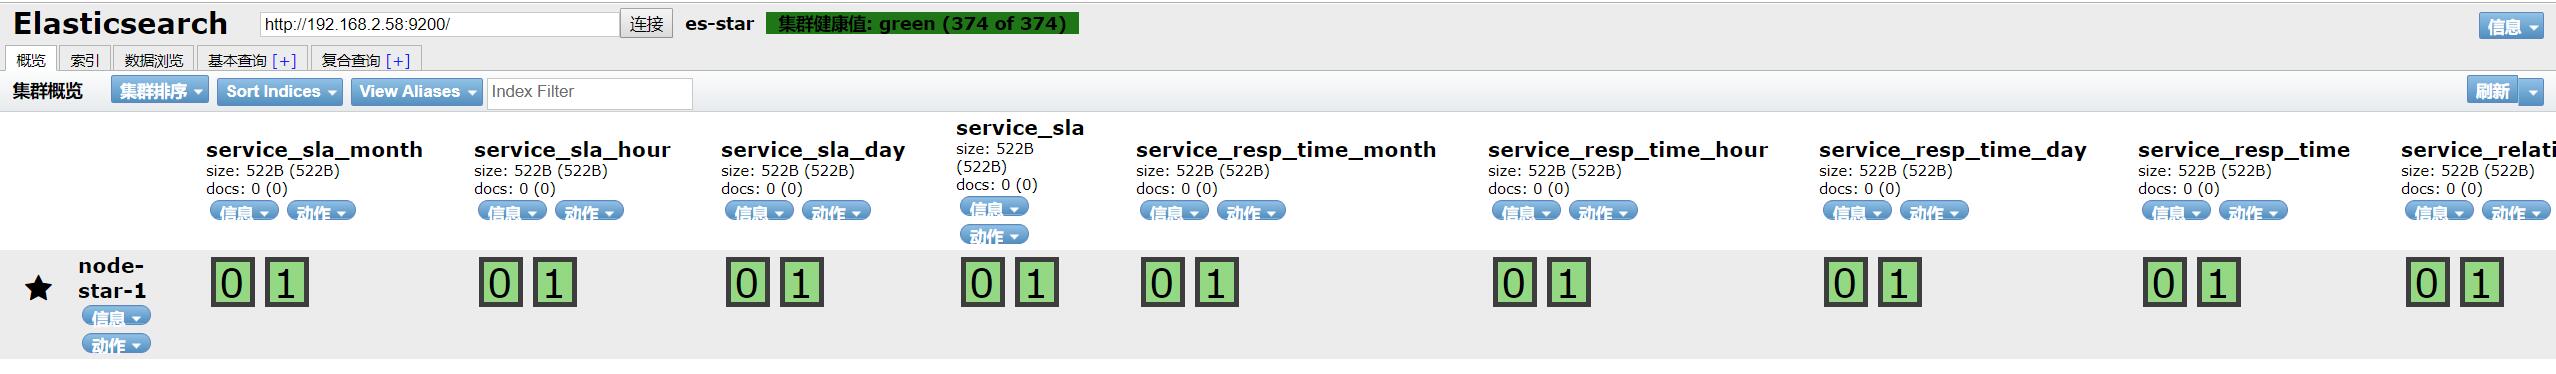 Elasticsearch http://192.168.2.58:9200/ 连接 es-star 集群健康值: green (374 of 374) 信息
概览 索引 数据浏览 基本查询 [+] 复合查询 [+]
集群概览 集群排序 Sort Indices View Aliases Index Filter 刷新
service_sla_month
size: 522B (522B)
docs: 0 (0)
信息 动作
service_sla_hour
size: 522B (522B)
docs: 0 (0)
信息 动作
service_sla_day
size: 522B (522B)
docs: 0 (0)
信息 动作
service_sla
size: 522B
(522B)
docs: 0 (0)
信息
动作
service_resp_time_month
size: 522B (522B)
docs: 0 (0)
信息 动作
service_resp_time_hour
size: 522B (522B)
docs: 0 (0)
信息 动作
service_resp_time_day
size: 522B (522B)
docs: 0 (0)
信息 动作
service_resp_time
size: 522B (522B)
docs: 0 (0)
信息 动作
service_relati
size: 522B (522B)
docs: 0 (0)
信息 动作
node-
star-1
信息
动作
0 1 0 1 0 1 0 1 0 1 0 1 0 1 0 1 0 1